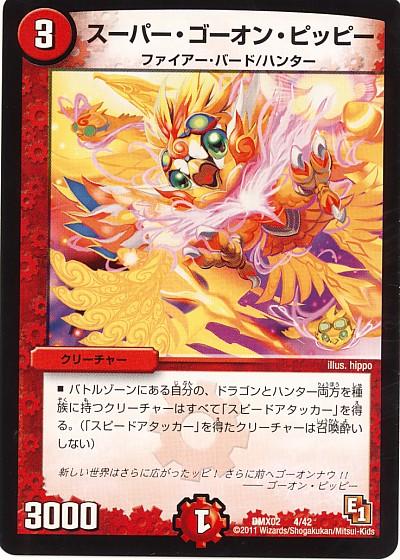 3
スーパー・ゴーオン・ピッピー
ファイアー・バード/ハンター
クリーチャー
illus. hippo
■ バトルゾーンにある自分の、ドラゴンとハンター両方を種
族に持つクリーチャーはすべて「スピードアタッカー」を得
る。(「スピードアタッカー」を得たクリーチャーは召喚酔い
しない)
新しい世界はさらに広がったッピ！さらに前へゴーオンナウ!!
──ゴーオン・ピッピー
3000
1
E1
DMX02 4/42
©2011 Wizards/Shogakukan/Mitsui-Kids